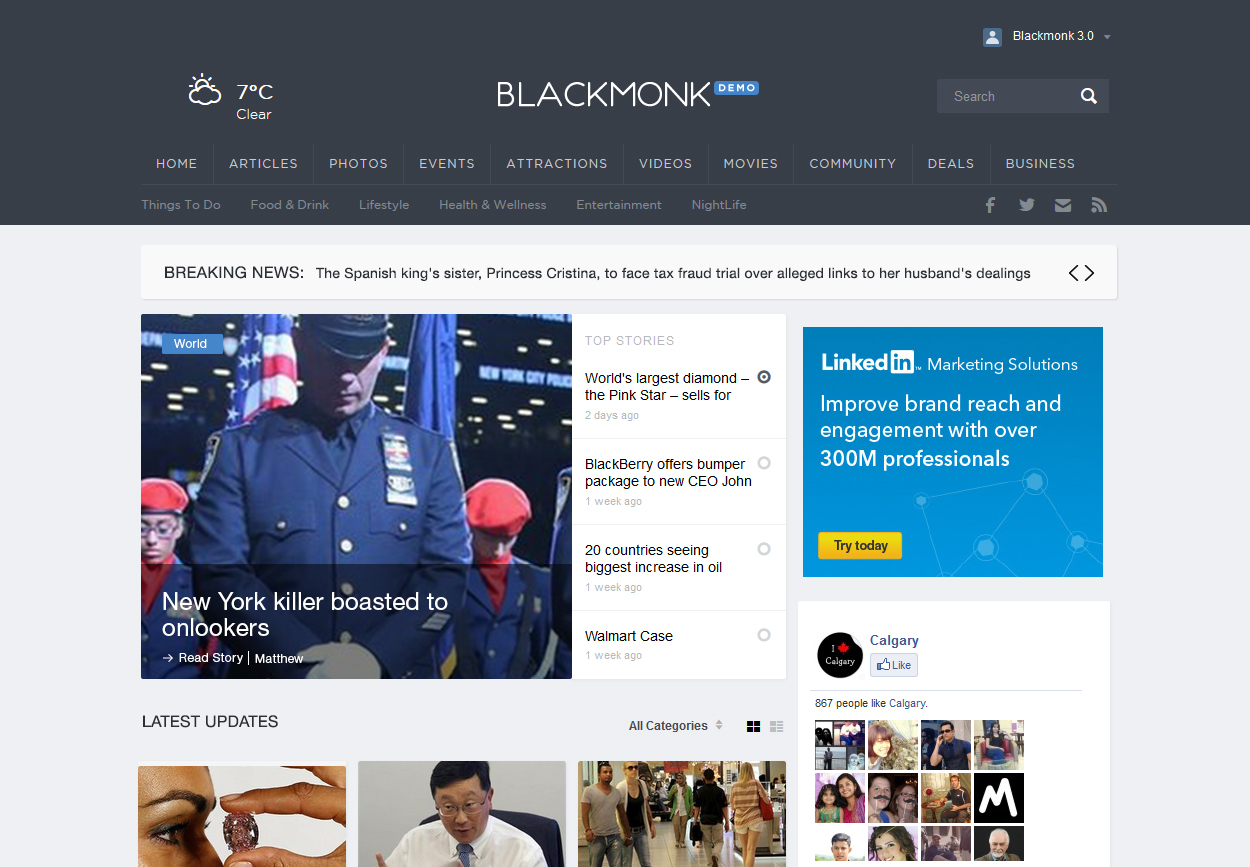 Blackmonk 3.0
7°C
Clear
BLACKMONK DEMO
Search
HOME ARTICLES PHOTOS EVENTS ATTRACTIONS VIDEOS MOVIES COMMUNITY DEALS BUSINESS
Things To Do Food & Drink Lifestyle Health & Wellness Entertainment NightLife
BREAKING NEWS: The Spanish king's sister, Princess Cristina, to face tax fraud trial over alleged links to her husband's dealings
World
NEW YORK CITY POLICE
New York killer boasted to
onlookers
→ Read Story | Matthew
TOP STORIES
World's largest diamond –
the Pink Star – sells for
2 days ago
BlackBerry offers bumper
package to new CEO John
1 week ago
20 countries seeing
biggest increase in oil
1 week ago
Walmart Case
1 week ago
Linked in™ Marketing Solutions
Improve brand reach and
engagement with over
300M professionals
Try today
I
Calgary
Calgary
Like
867 people like Calgary.
M
LATEST UPDATES
All Categories